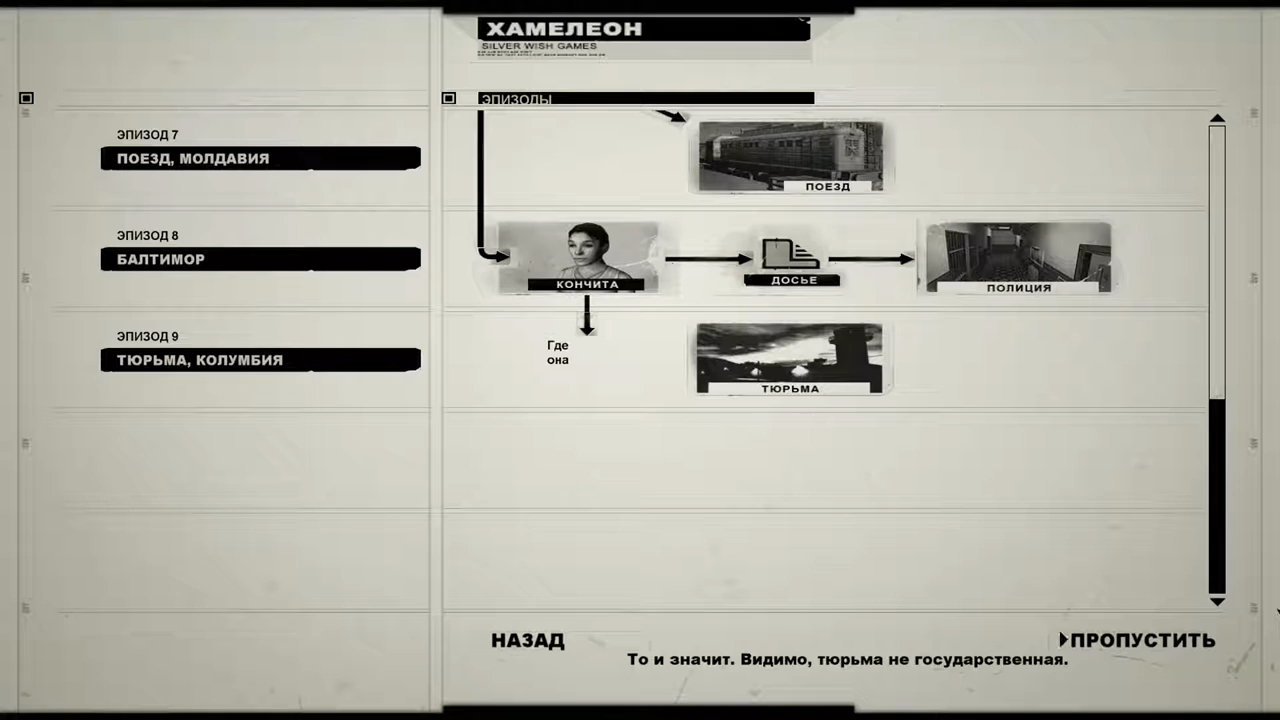 ХАМЕЛЕОН
SILVER WISH GAMES
ЭПИЗОДЫ
ЭПИЗОД 7
ПОЕЗД, МОЛДАВИЯ
ПОЕЗД
ЭПИЗОД 8
БАЛТИМОР
КОНЧИТА
ДОСЬЕ
ПОЛИЦИЯ
ЭПИЗОД 9
ТЮРЬМА, КОЛУМБИЯ
Где
она
ТЮРЬМА
НАЗАД
ПРОПУСТИТЬ
То и значит. Видимо, тюрьма не государственная.